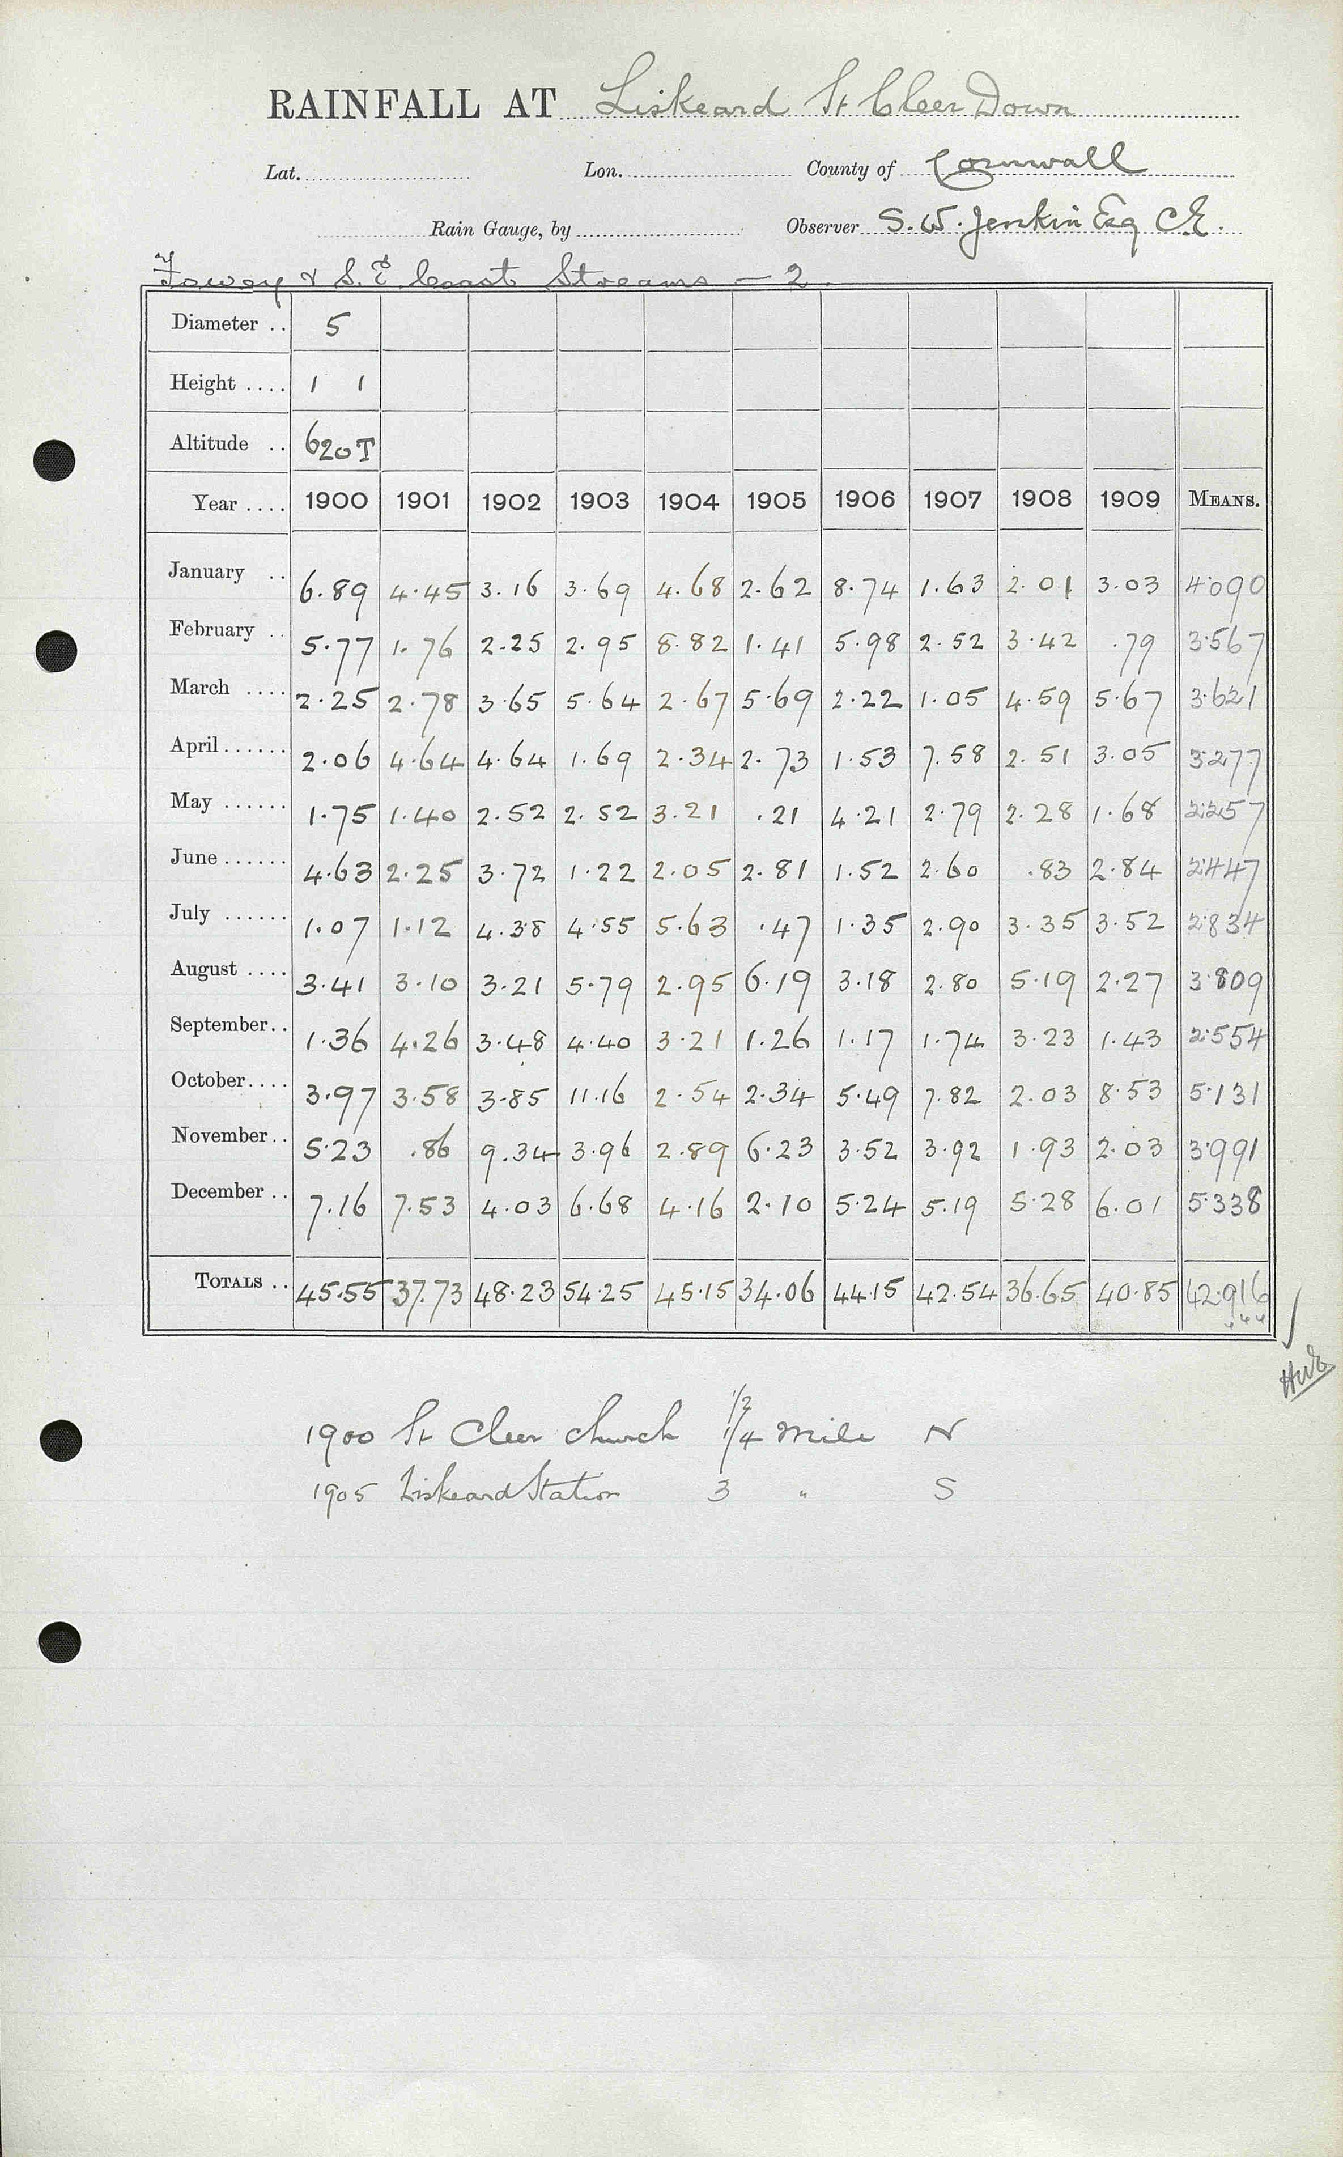 RAINFALL AT Liskeard St Cleer Down
Lat. Lon. County of Cornwall
Rain Gauge, by Observer S. W. Jenkin Esq C.E.
Fowey & S. E. Coast Streams — 2.
Diameter .. 5
Height .... 1 1
Altitude .. 620T
Year .... 1900 1901 1902 1903 1904 1905 1906 1907 1908 1909 MEANS.
January .. 6.89 4.45 3.16 3.69 4.68 2.62 8.74 1.63 2.01 3.03 4.090
February .. 5.77 1.76 2.25 2.95 8.82 1.41 5.98 2.52 3.42 .79 3.567
March .... 2.25 2.78 3.65 5.64 2.67 5.69 2.22 1.05 4.59 5.67 3.621
April ...... 2.06 4.64 4.64 1.69 2.34 2.73 1.53 7.58 2.51 3.05 3.277
May ...... 1.75 1.40 2.52 2.52 3.21 .21 4.21 2.79 2.28 1.68 2.257
June ...... 4.63 2.25 3.72 1.22 2.05 2.81 1.52 2.60 .83 2.84 2.447
July ...... 1.07 1.12 4.38 4.55 5.63 .47 1.35 2.90 3.35 3.52 2.834
August .... 3.41 3.10 3.21 5.79 2.95 6.19 3.18 2.80 5.19 2.27 3.809
September.. 1.36 4.26 3.48 4.40 3.21 1.26 1.17 1.74 3.23 1.43 2.554
October.... 3.97 3.58 3.85 11.16 2.54 2.34 5.49 7.82 2.03 8.53 5.131
November.. 5.23 .86 9.34 3.96 2.89 6.23 3.52 3.92 1.93 2.03 3.991
December .. 7.16 7.53 4.03 6.68 4.16 2.10 5.24 5.19 5.28 6.01 5.338
TOTALS .. 45.55 37.73 48.23 54.25 45.15 34.06 44.15 42.54 36.65 40.85 42.916
1/2
1900 St Cleer Church 1/4 mile N
1905 Liskeard Station 3 " S